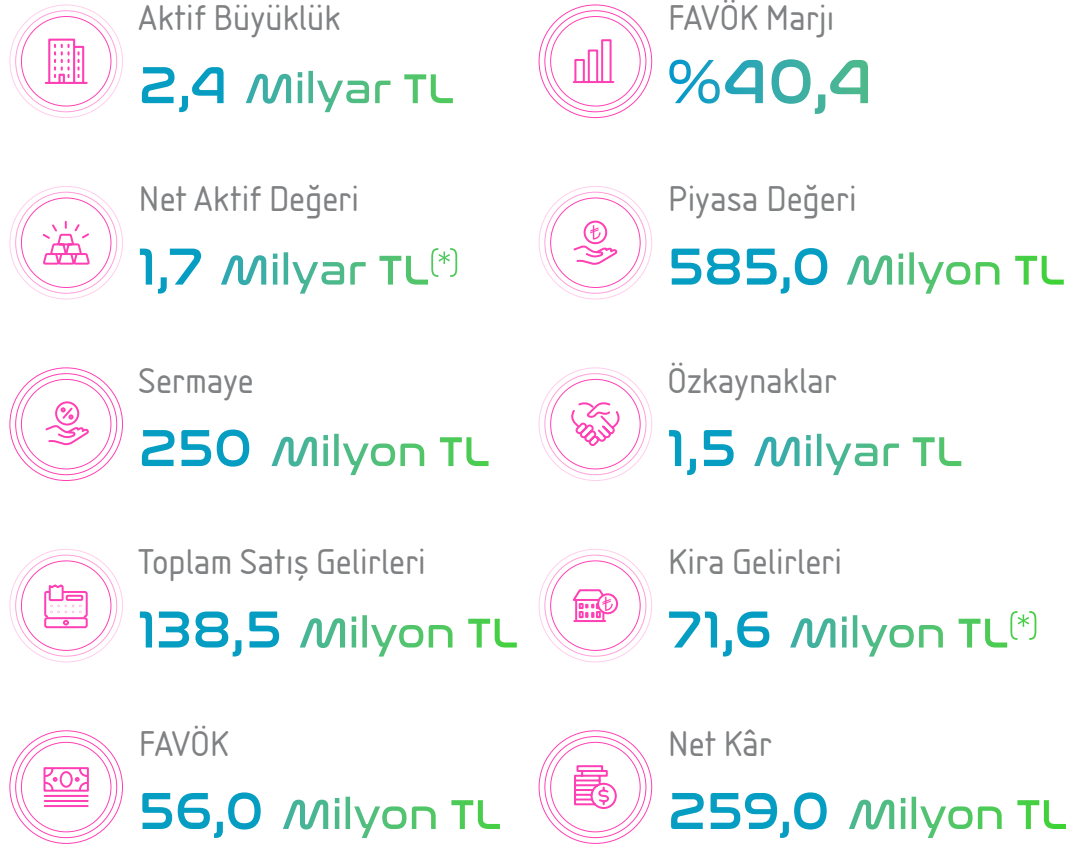 Aktif Büyüklük
2,4 Milyar TL
FAVÖK Marjı
%40,4
Net Aktif Değeri
1,7 Milyar TL(*)
Piyasa Değeri
585,0 Milyon TL
Sermaye
250 Milyon TL
Özkaynaklar
1,5 Milyar TL
Toplam Satış Gelirleri
138,5 Milyon TL
Kira Gelirleri
71,6 Milyon TL(*)
FAVÖK
56,0 Milyon TL
Net Kâr
259,0 Milyon TL